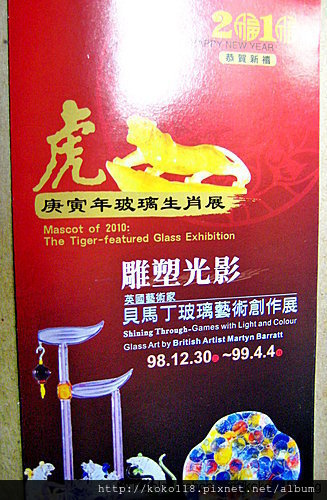 2010
HAPPY NEW YEAR
恭賀新禧
虎
庚寅年玻璃生肖展
Mascot of 2010:
The Tiger-featured Glass Exhibition
雕塑光影
英國藝術家
貝馬丁玻璃藝術創作展
Shining Through-Games with Light and Colour
Glass Art by British Artist Martyn Barratt
98.12.30 ~99.4.4
http://kokol18.pixnet.net/album